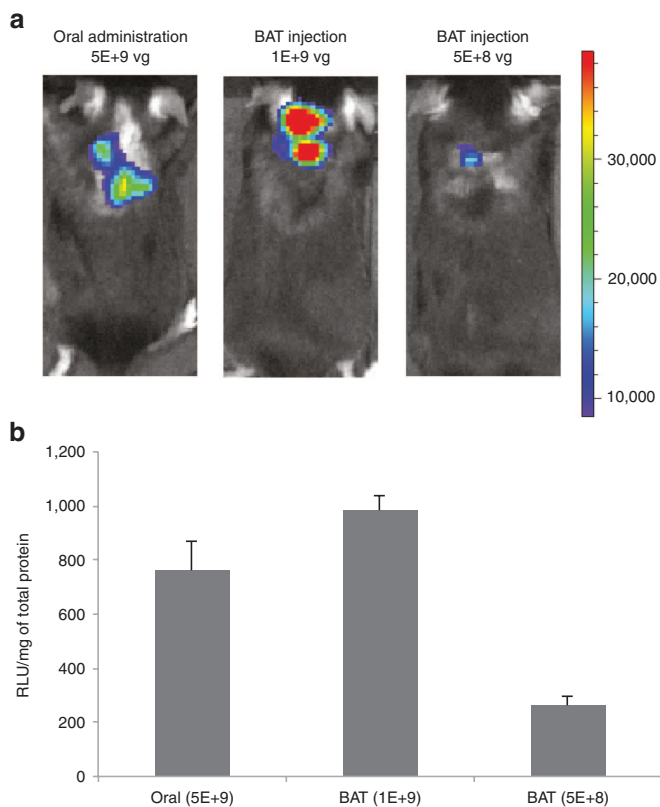 a
Oral administration
5E+9 vg
BAT injection
1E+9 vg
BAT injection
5E+8 vg
30,000
20,000
10,000
b
1,200
1,000
800
600
400
200
0
RLU/mg of total protein
Oral (5E+9)
BAT (1E+9)
BAT (5E+8)